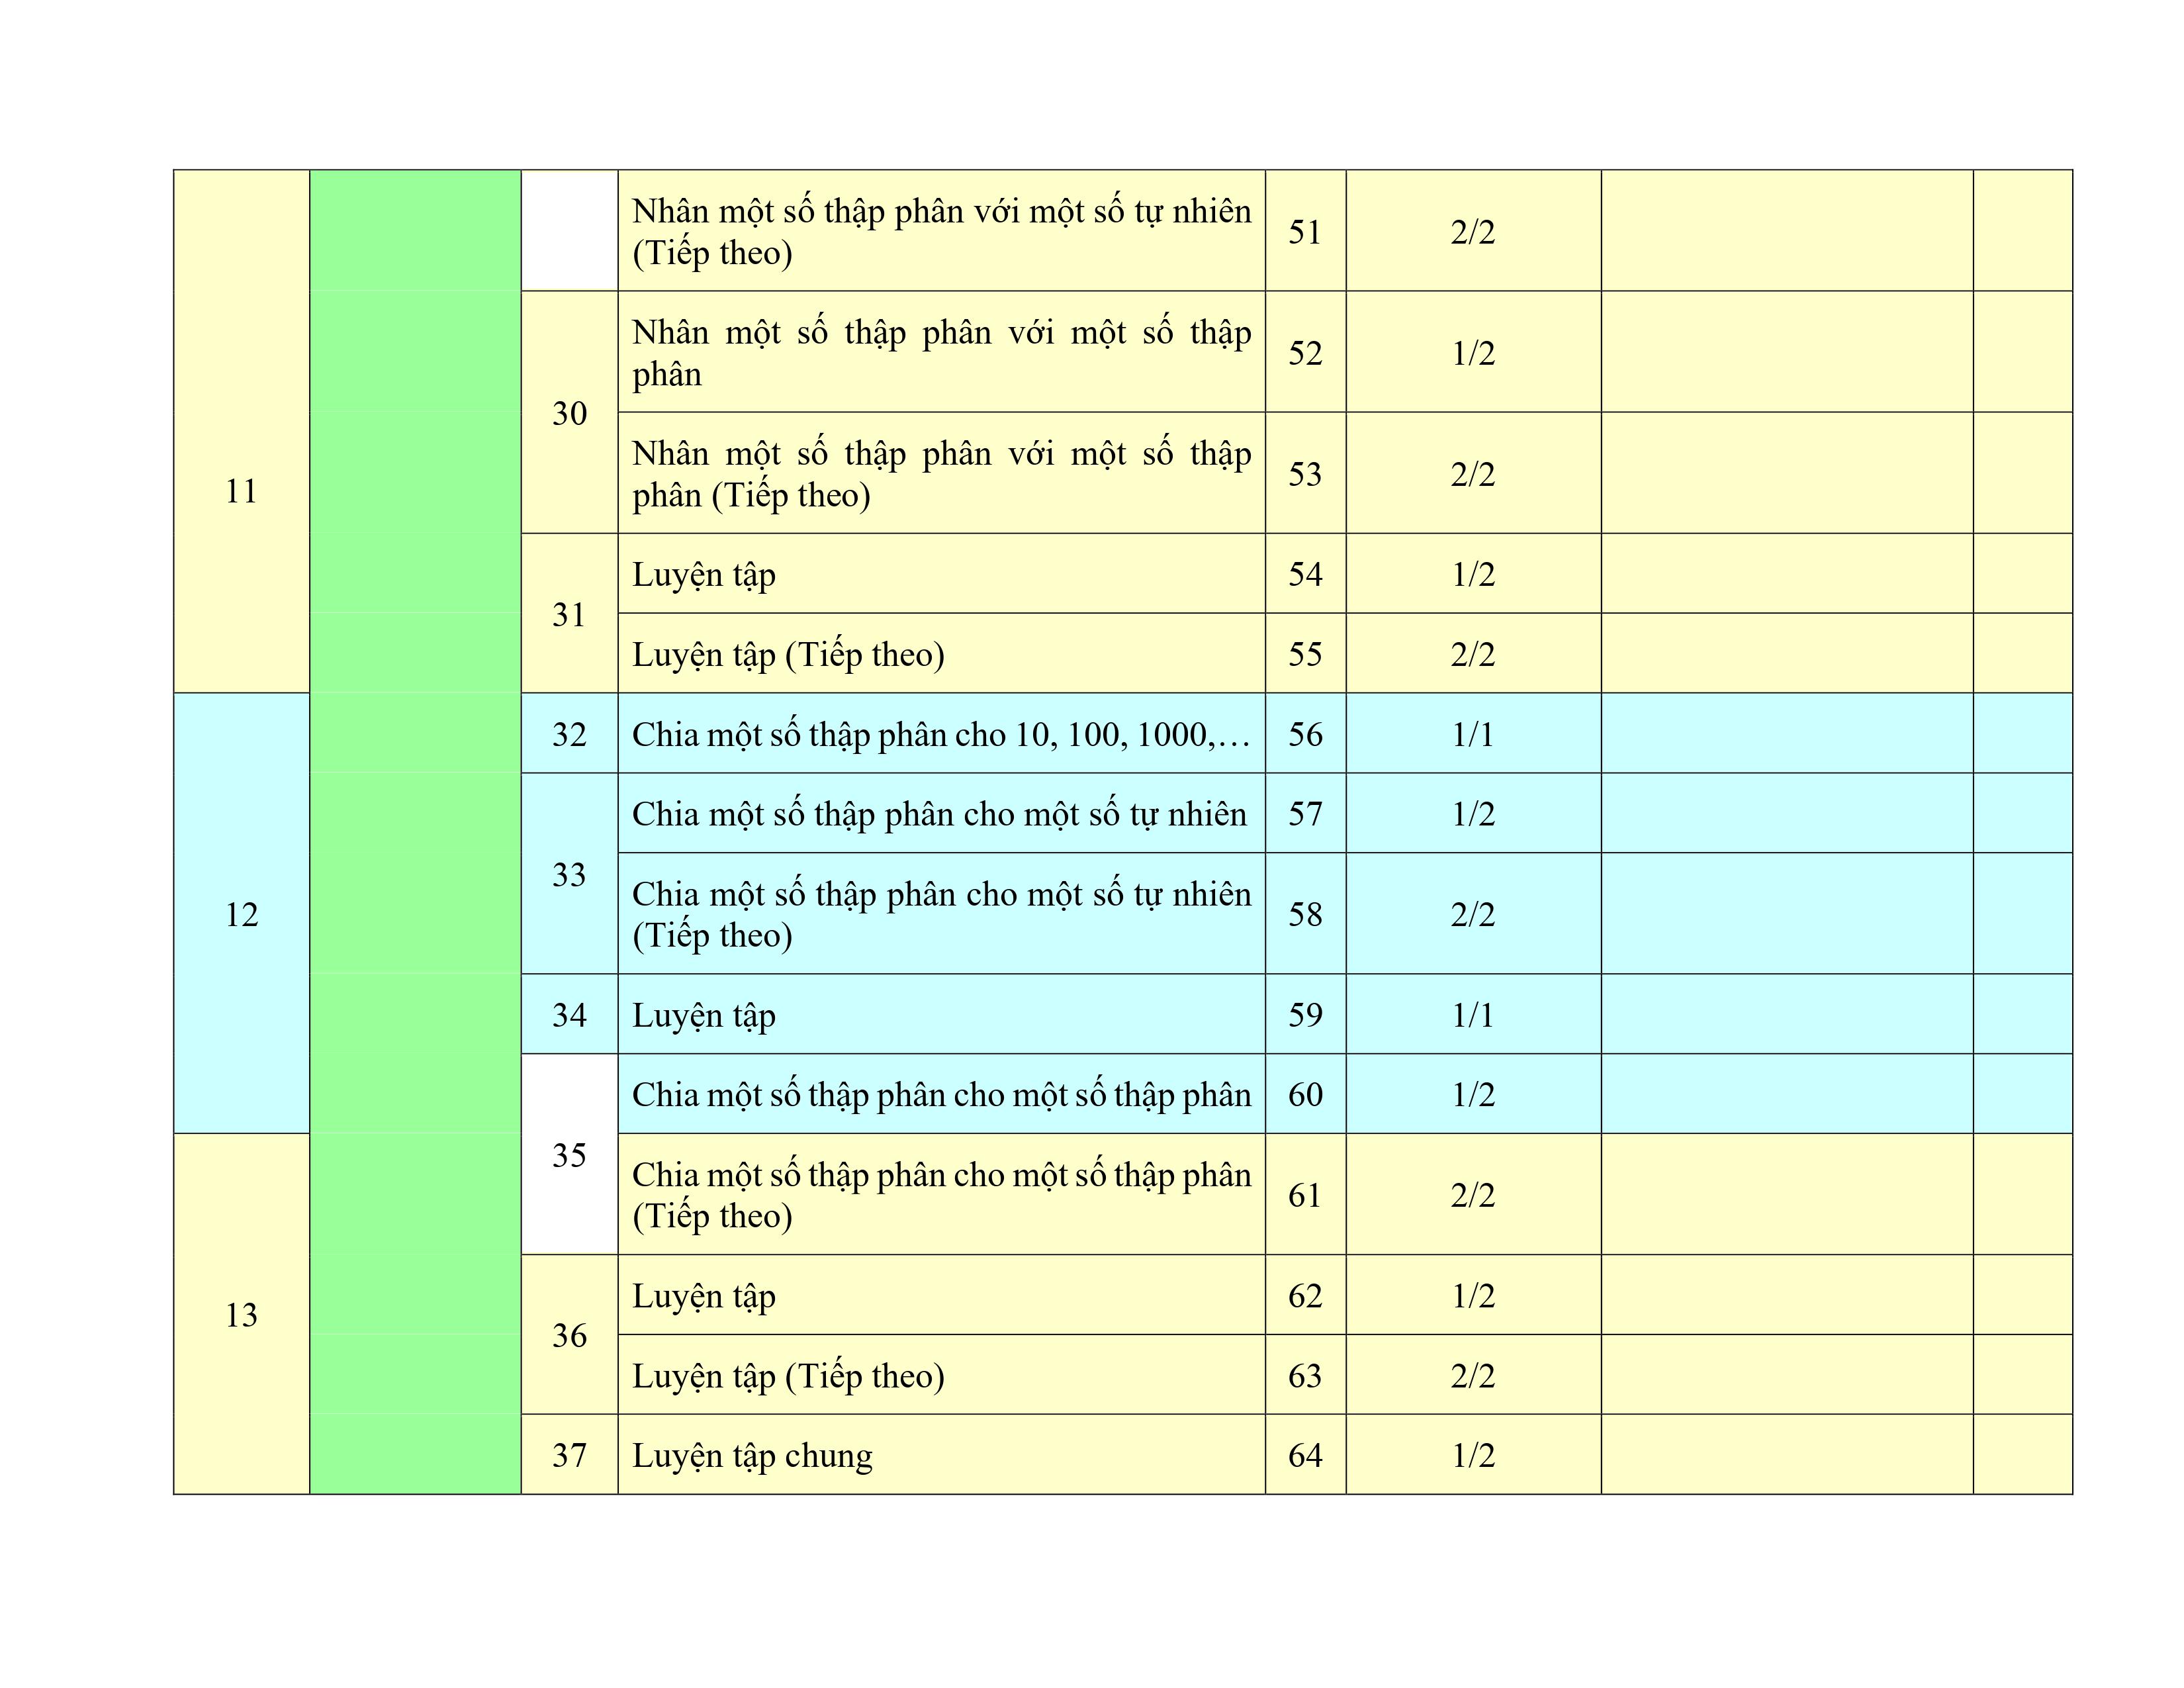 Nhân một số thập phân với một số tự nhiên
(Tiếp theo)
51
2/2
11
30
Nhân một số thập phân với một số thập
phân
52
1/2
Nhân một số thập phân với một số thập
phân (Tiếp theo)
53
2/2
31
Luyện tập
54
1/2
Luyện tập (Tiếp theo)
55
2/2
12
32
Chia một số thập phân cho 10, 100, 1000,…
56
1/1
33
Chia một số thập phân cho một số tự nhiên
57
1/2
Chia một số thập phân cho một số tự nhiên
(Tiếp theo)
58
2/2
34
Luyện tập
59
1/1
35
Chia một số thập phân cho một số thập phân
60
1/2
13
Chia một số thập phân cho một số thập phân
(Tiếp theo)
61
2/2
36
Luyện tập
62
1/2
Luyện tập (Tiếp theo)
63
2/2
37
Luyện tập chung
64
1/2